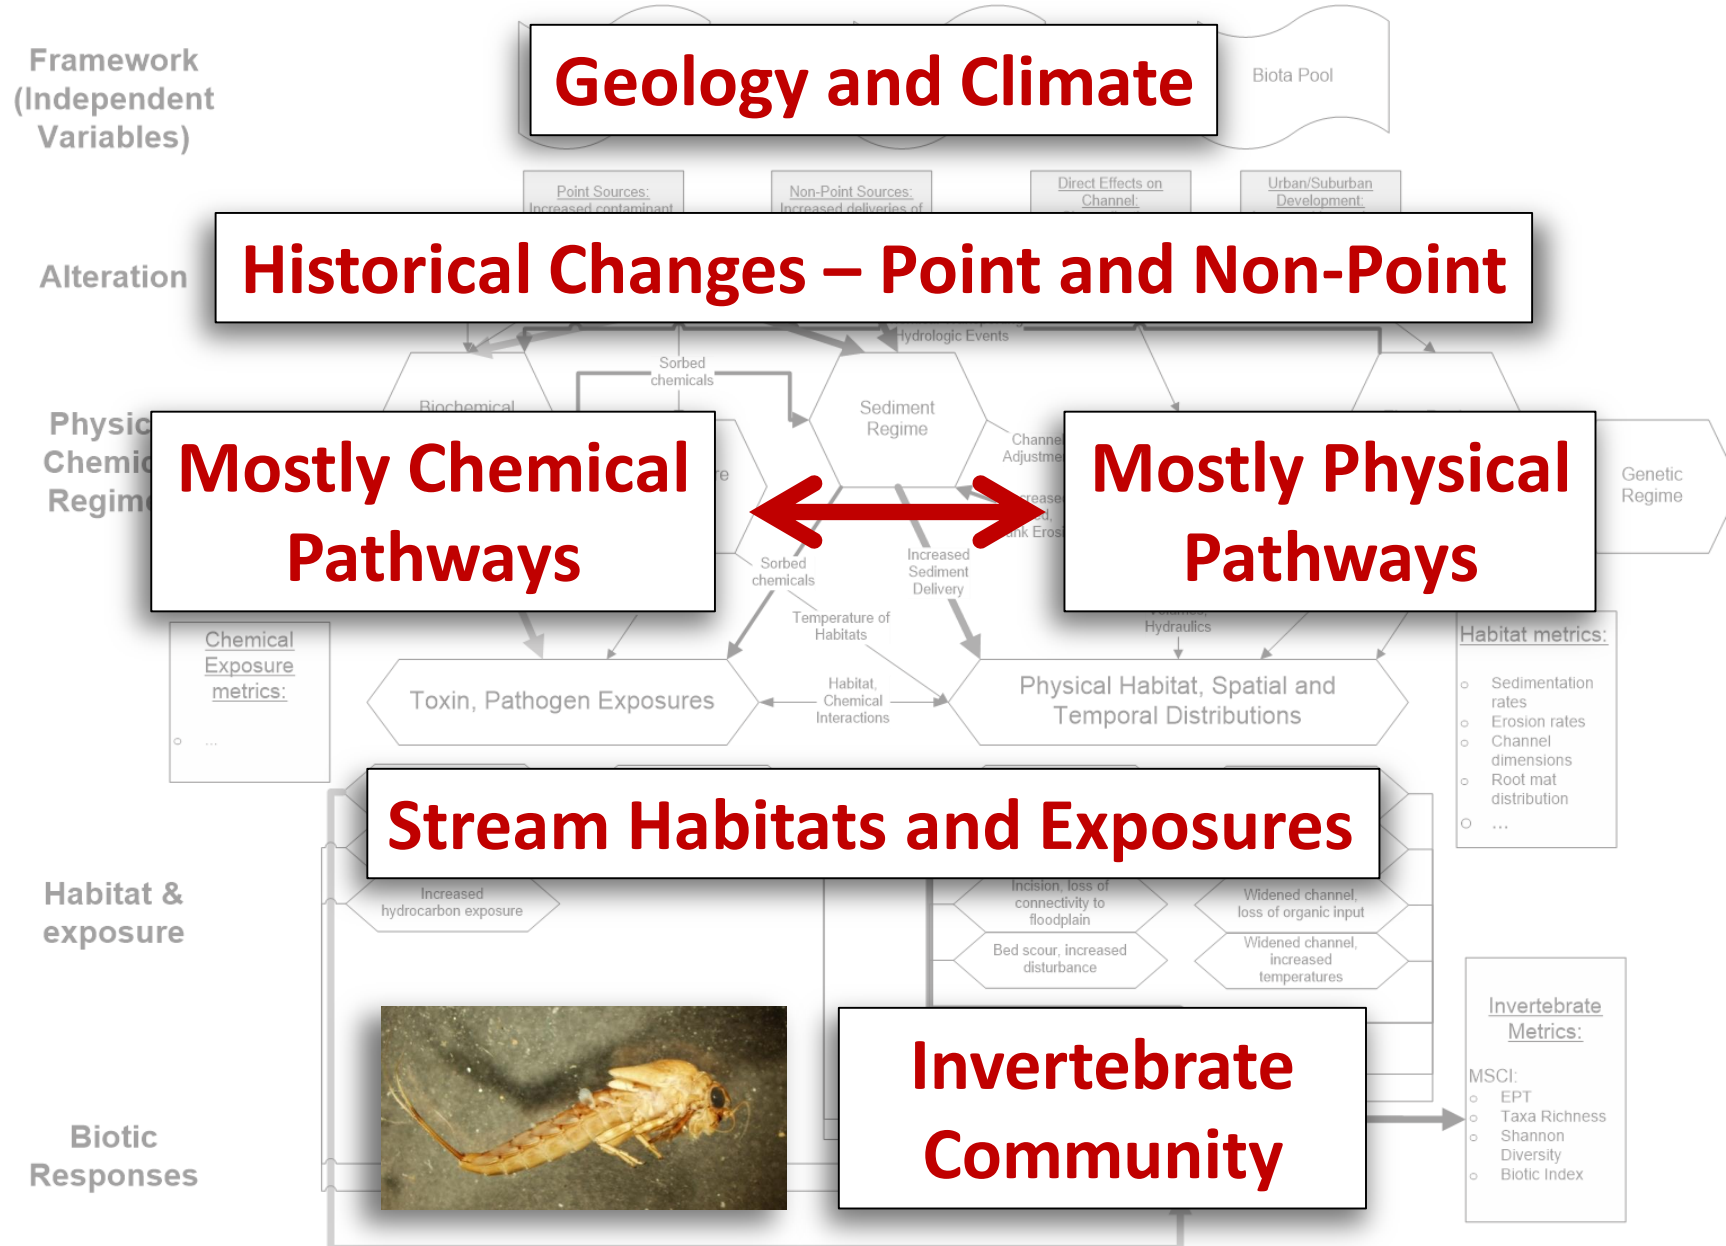 Framework
(Independent
Variables)
Geology and Climate
Biota Pool
Point Sources:
Increased contaminant
Non-Point Sources:
Increased deliveries of
Direct Effects on
Channel:
Urban/Suburban
Development:
Alteration
Historical Changes – Point and Non-Point
Hydrologic Events
Sorbed
chemicals
Biochemical
Sediment
Regime
Channel
Mostly Chemical
Pathways
Mostly Physical
Pathways
Genetic
Regime
Increased
Sediment
Delivery
Sorbed
chemicals
Temperature of
Habitats
Hydraulics
Chemical
Exposure
metrics:
○ ...
Toxin, Pathogen Exposures
Habitat,
Chemical
Interactions
Physical Habitat, Spatial and
Temporal Distributions
Habitat metrics:
○ Sedimentation
rates
○ Erosion rates
○ Channel
dimensions
○ Root mat
distribution
○ ...
Stream Habitats and Exposures
Habitat &
exposure
Increased
hydrocarbon exposure
Incision, loss of
connectivity to
floodplain
Widened channel,
loss of organic input
Bed scour, increased
disturbance
Widened channel,
increased
temperatures
Biotic
Responses
Invertebrate
Community
Invertebrate
Metrics:
MSCI:
○ EPT
○ Taxa Richness
○ Shannon
Diversity
○ Biotic Index